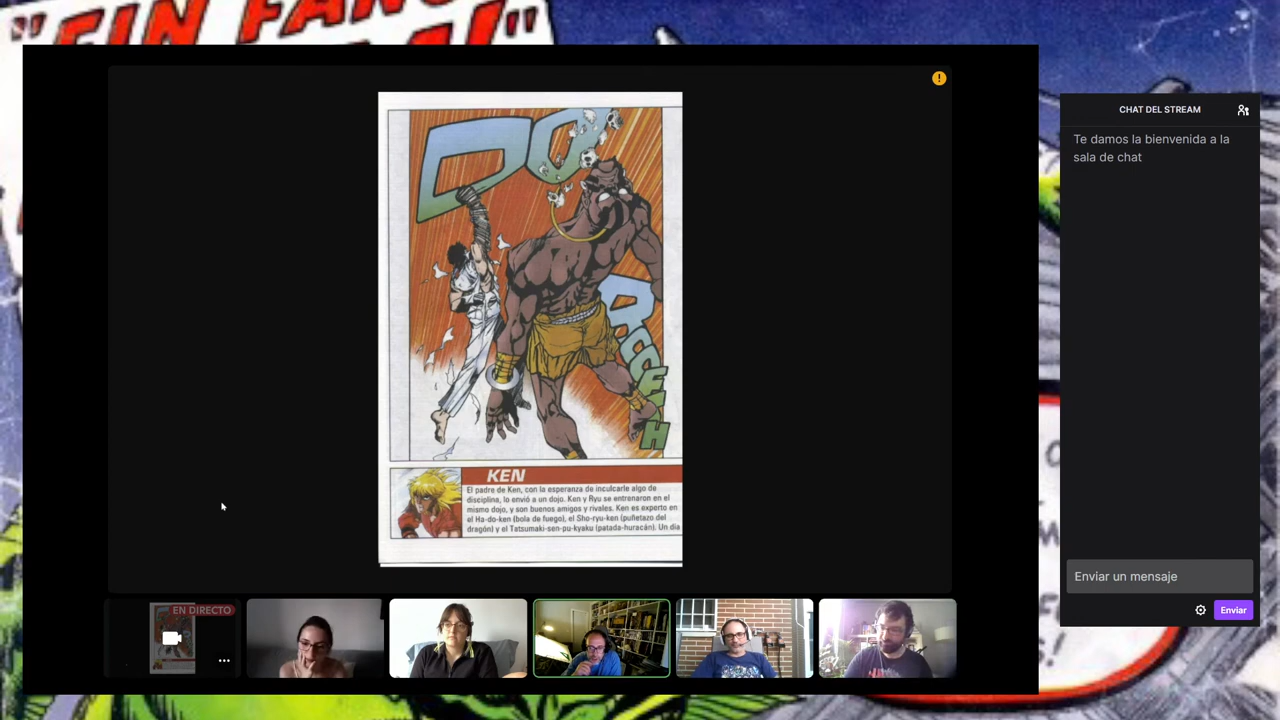 "FIN FANG
DO
DACCETH
KEN
El padre de Ken, con la esperanza de inculcarle algo de
disciplina, lo envió a un dojo. Ken y Ryu se entrenaron en el
mismo dojo, y son buenos amigos y rivales. Ken es experto en
el Ha-do-ken (bola de fuego), el Sho-ryu-ken (puñetazo del
dragón) y el Tatsumaki-sen-pu-kyaku (patada-huracán). Un día
EN DIRECTO
CHAT DEL STREAM
Te damos la bienvenida a la
sala de chat
Enviar un mensaje
Enviar